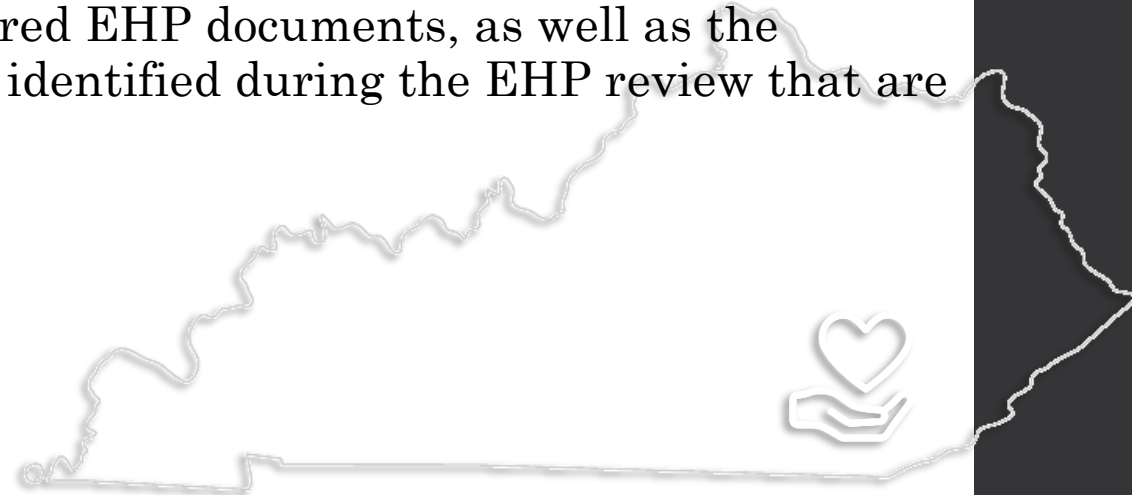 red EHP documents, as well as the
identified during the EHP review that are